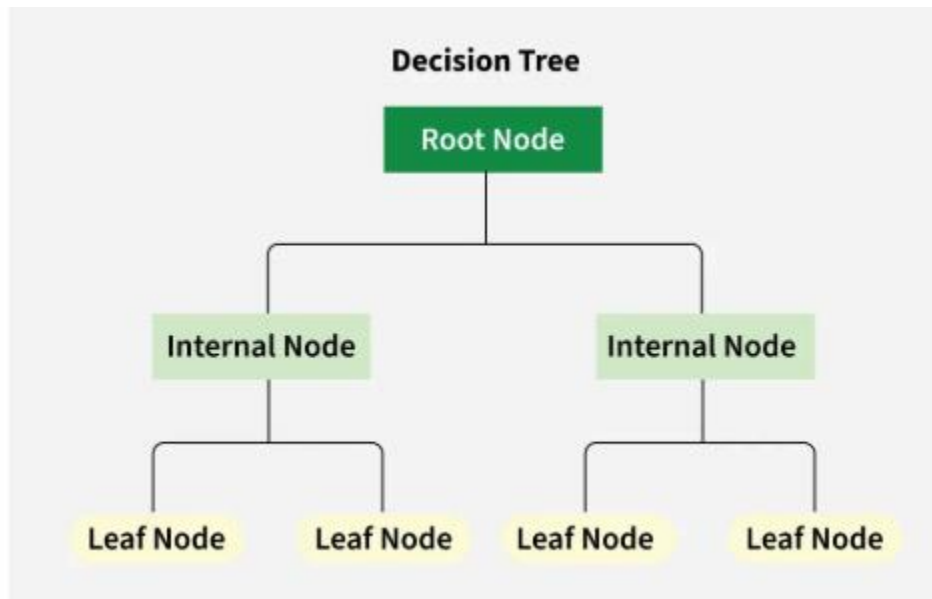 Decision Tree
Root Node
Internal Node
Internal Node
Leaf Node
Leaf Node
Leaf Node
Leaf Node